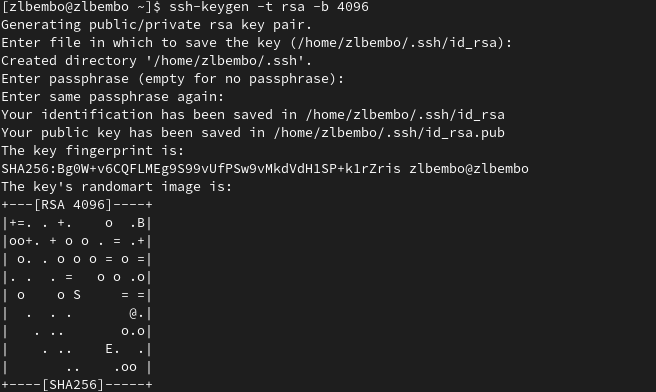 [zlbembo@zlbembo ~]$ ssh-keygen -t rsa -b 4096
Generating public/private rsa key pair.
Enter file in which to save the key (/home/zlbembo/.ssh/id_rsa):
Created directory '/home/zlbembo/.ssh'.
Enter passphrase (empty for no passphrase):
Enter same passphrase again:
Your identification has been saved in /home/zlbembo/.ssh/id_rsa
Your public key has been saved in /home/zlbembo/.ssh/id_rsa.pub
The key fingerprint is:
SHA256:Bg0W+v6CQFLMEg9S99vUfPSw9vMkdVdH1SP+k1rZris zlbembo@zlbembo
The key's randomart image is:
+---[RSA 4096]----+
|+=. . +.    o  .B|
|oo+. + o o . = .+|
| o. . o o o = o =|
|. .  . =   o o .o|
| o    o S     = =|
|  .  . .       @.|
|   . ..       o.o|
|    . ..    E.  .|
|       ..    .oo |
+----[SHA256]-----+